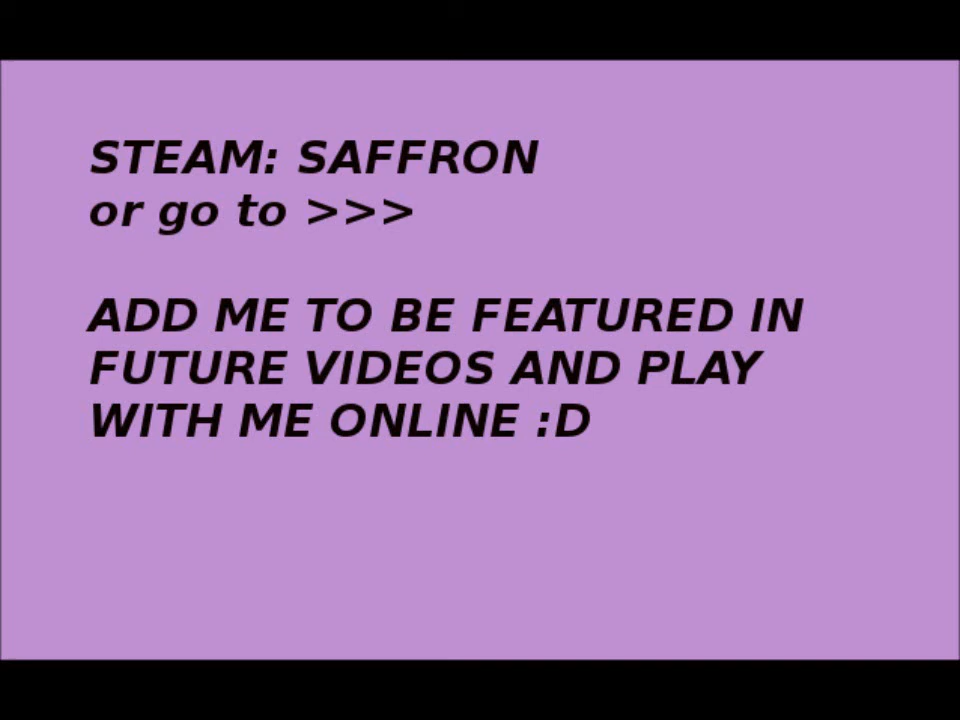 STEAM: SAFFRON
or go to >>>
ADD ME TO BE FEATURED IN
FUTURE VIDEOS AND PLAY
WITH ME ONLINE :D